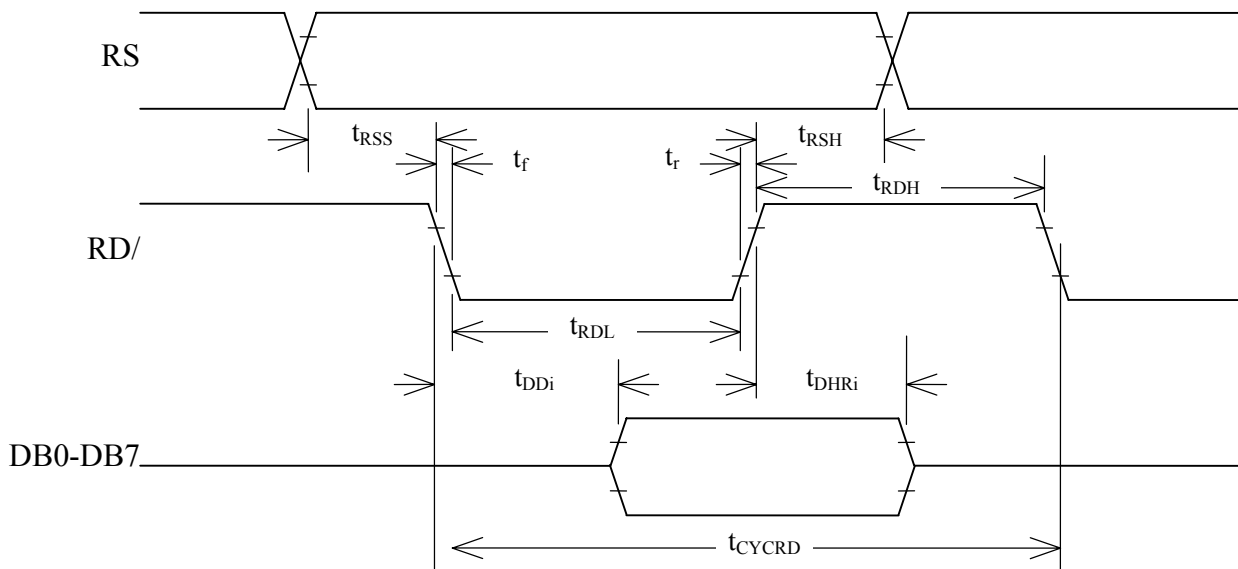 RS
tRSS
tRSH
tf
tr
tRDH
RD/
tRDL
tDDi
tDHRi
DB0-DB7
tCYCRD